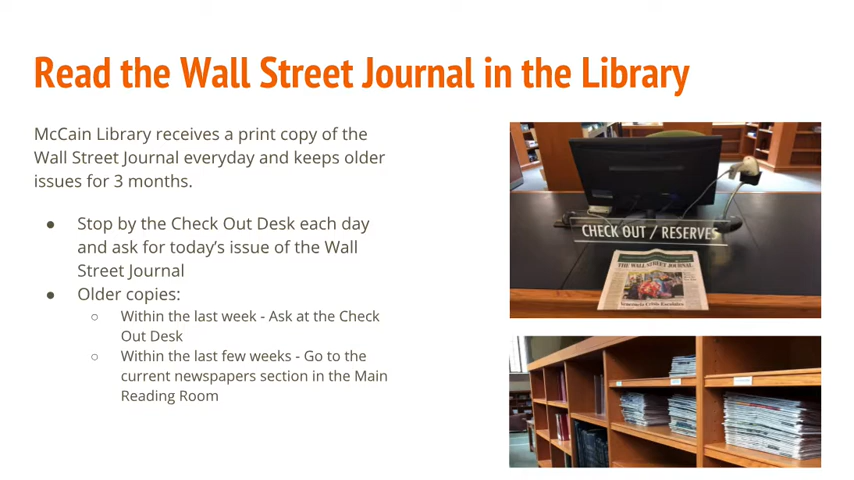 Read the Wall Street Journal in the Library
McCain Library receives a print copy of the
Wall Street Journal everyday and keeps older
issues for 3 months.
● Stop by the Check Out Desk each day
and ask for today's issue of the Wall
Street Journal
● Older copies:
○ Within the last week - Ask at the Check
Out Desk
○ Within the last few weeks - Go to the
current newspapers section in the Main
Reading Room
CHECK OUT / RESERVES
THE WALL STREET JOURNAL
Venezuela Crisis Escalates